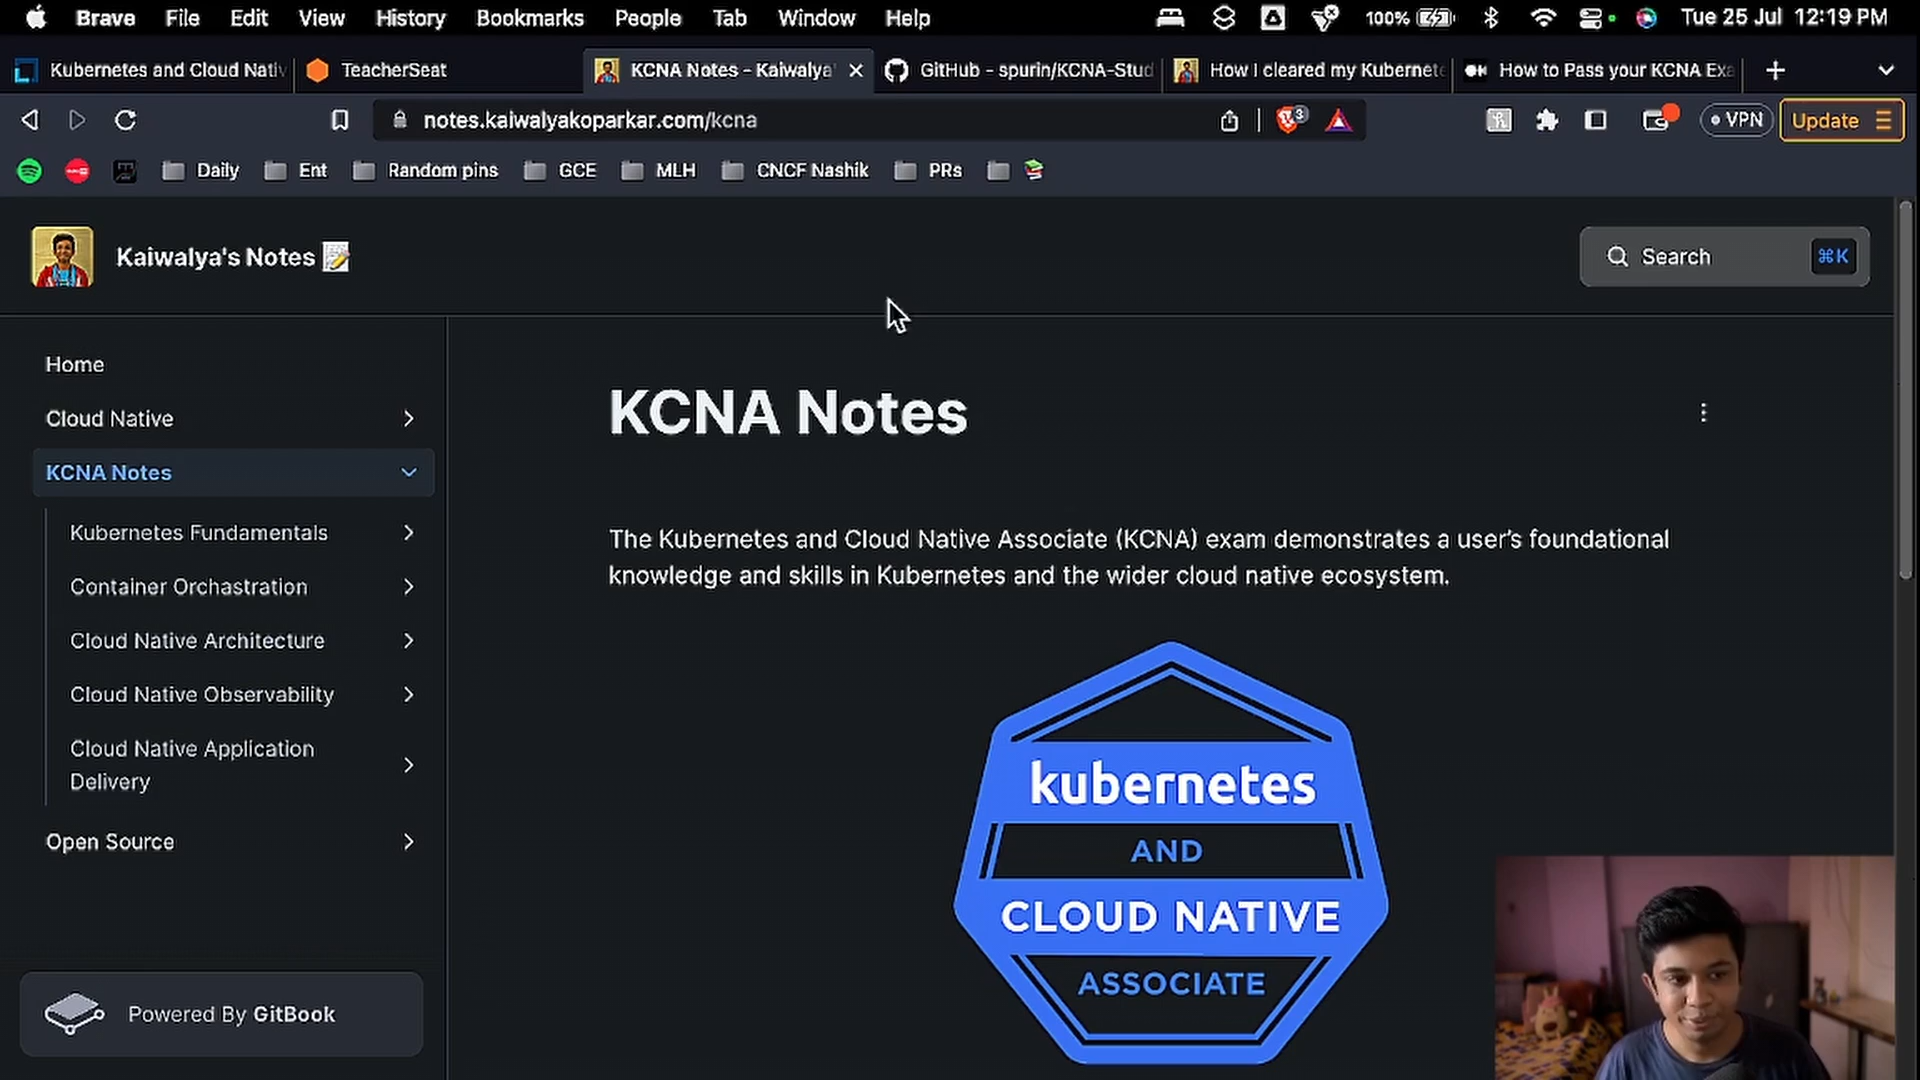 Brave File Edit View History Bookmarks People Tab Window Help 100% Tue 25 Jul 12:19 PM
Kubernetes and Cloud Nativ TeacherSeat KCNA Notes - Kaiwalya GitHub - spurin/KCNA-Stud How I cleared my Kubernete How to Pass your KCNA Exa
notes.kaiwalyakoparkar.com/kcna 3 VPN Update
Daily Ent Random pins GCE MLH CNCF Nashik PRs
Kaiwalya's Notes
Search ⌘K
Home
Cloud Native
KCNA Notes
Kubernetes Fundamentals
Container Orchastration
Cloud Native Architecture
Cloud Native Observability
Cloud Native Application
Delivery
Open Source
Powered By GitBook
KCNA Notes
The Kubernetes and Cloud Native Associate (KCNA) exam demonstrates a user’s foundational
knowledge and skills in Kubernetes and the wider cloud native ecosystem.
kubernetes
AND
CLOUD NATIVE
ASSOCIATE